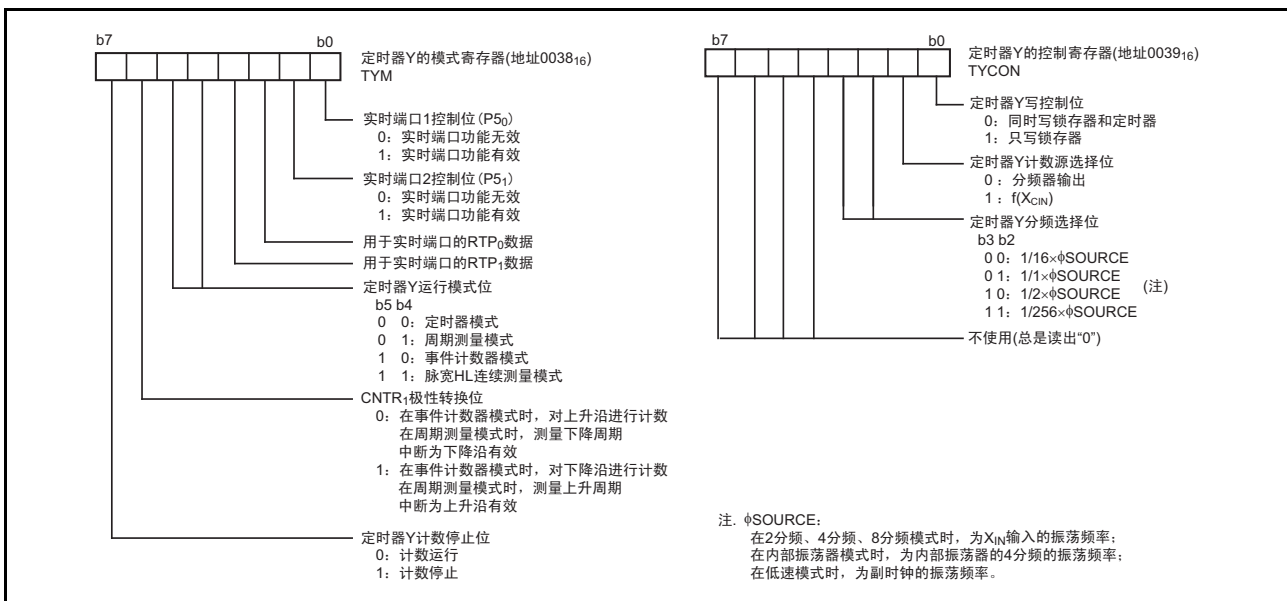 b7 b0
定时器Y的模式寄存器(地址0038₁₆)
TYM
实时端口1控制位(P5₀)
0：实时端口功能无效
1：实时端口功能有效
实时端口2控制位(P5₁)
0：实时端口功能无效
1：实时端口功能有效
用于实时端口的RTP₀数据
用于实时端口的RTP₁数据
定时器Y运行模式位
b5 b4
0 0：定时器模式
0 1：周期测量模式
1 0：事件计数器模式
1 1：脉宽HL连续测量模式
CNTR₁极性转换位
0：在事件计数器模式时，对上升沿进行计数
在周期测量模式时，测量下降周期
中断为下降沿有效
1：在事件计数器模式时，对下降沿进行计数
在周期测量模式时，测量上升周期
中断为上升沿有效
定时器Y计数停止位
0：计数运行
1：计数停止
b7 b0
定时器Y的控制寄存器(地址0039₁₆)
TYCON
定时器Y写控制位
0：同时写锁存器和定时器
1：只写锁存器
定时器Y计数源选择位
0：分频器输出
1：f(X_CIN)
定时器Y分频选择位
b3 b2
0 0：1/16×ϕSOURCE
0 1：1/1×ϕSOURCE
1 0：1/2×ϕSOURCE (注)
1 1：1/256×ϕSOURCE
不使用(总是读出“0”)
注. ϕSOURCE：
在2分频、4分频、8分频模式时，为X_IN输入的振荡频率；
在内部振荡器模式时，为内部振荡器的4分频的振荡频率；
在低速模式时，为副时钟的振荡频率。